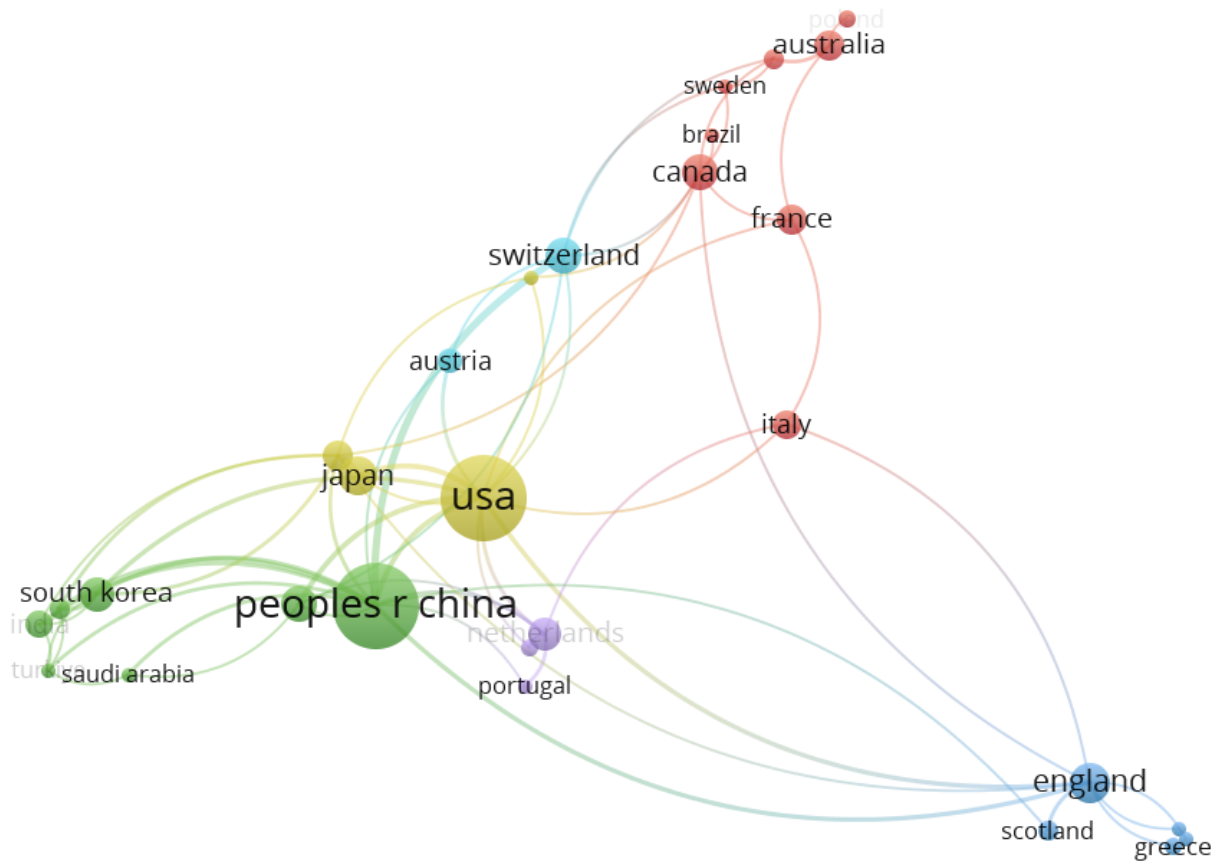 poland
australia
sweden
brazil
canada
france
switzerland
austria
italy
japan
usa
south korea
peoples r china
india
netherlands
saudi arabia
portugal
england
scotland
greece